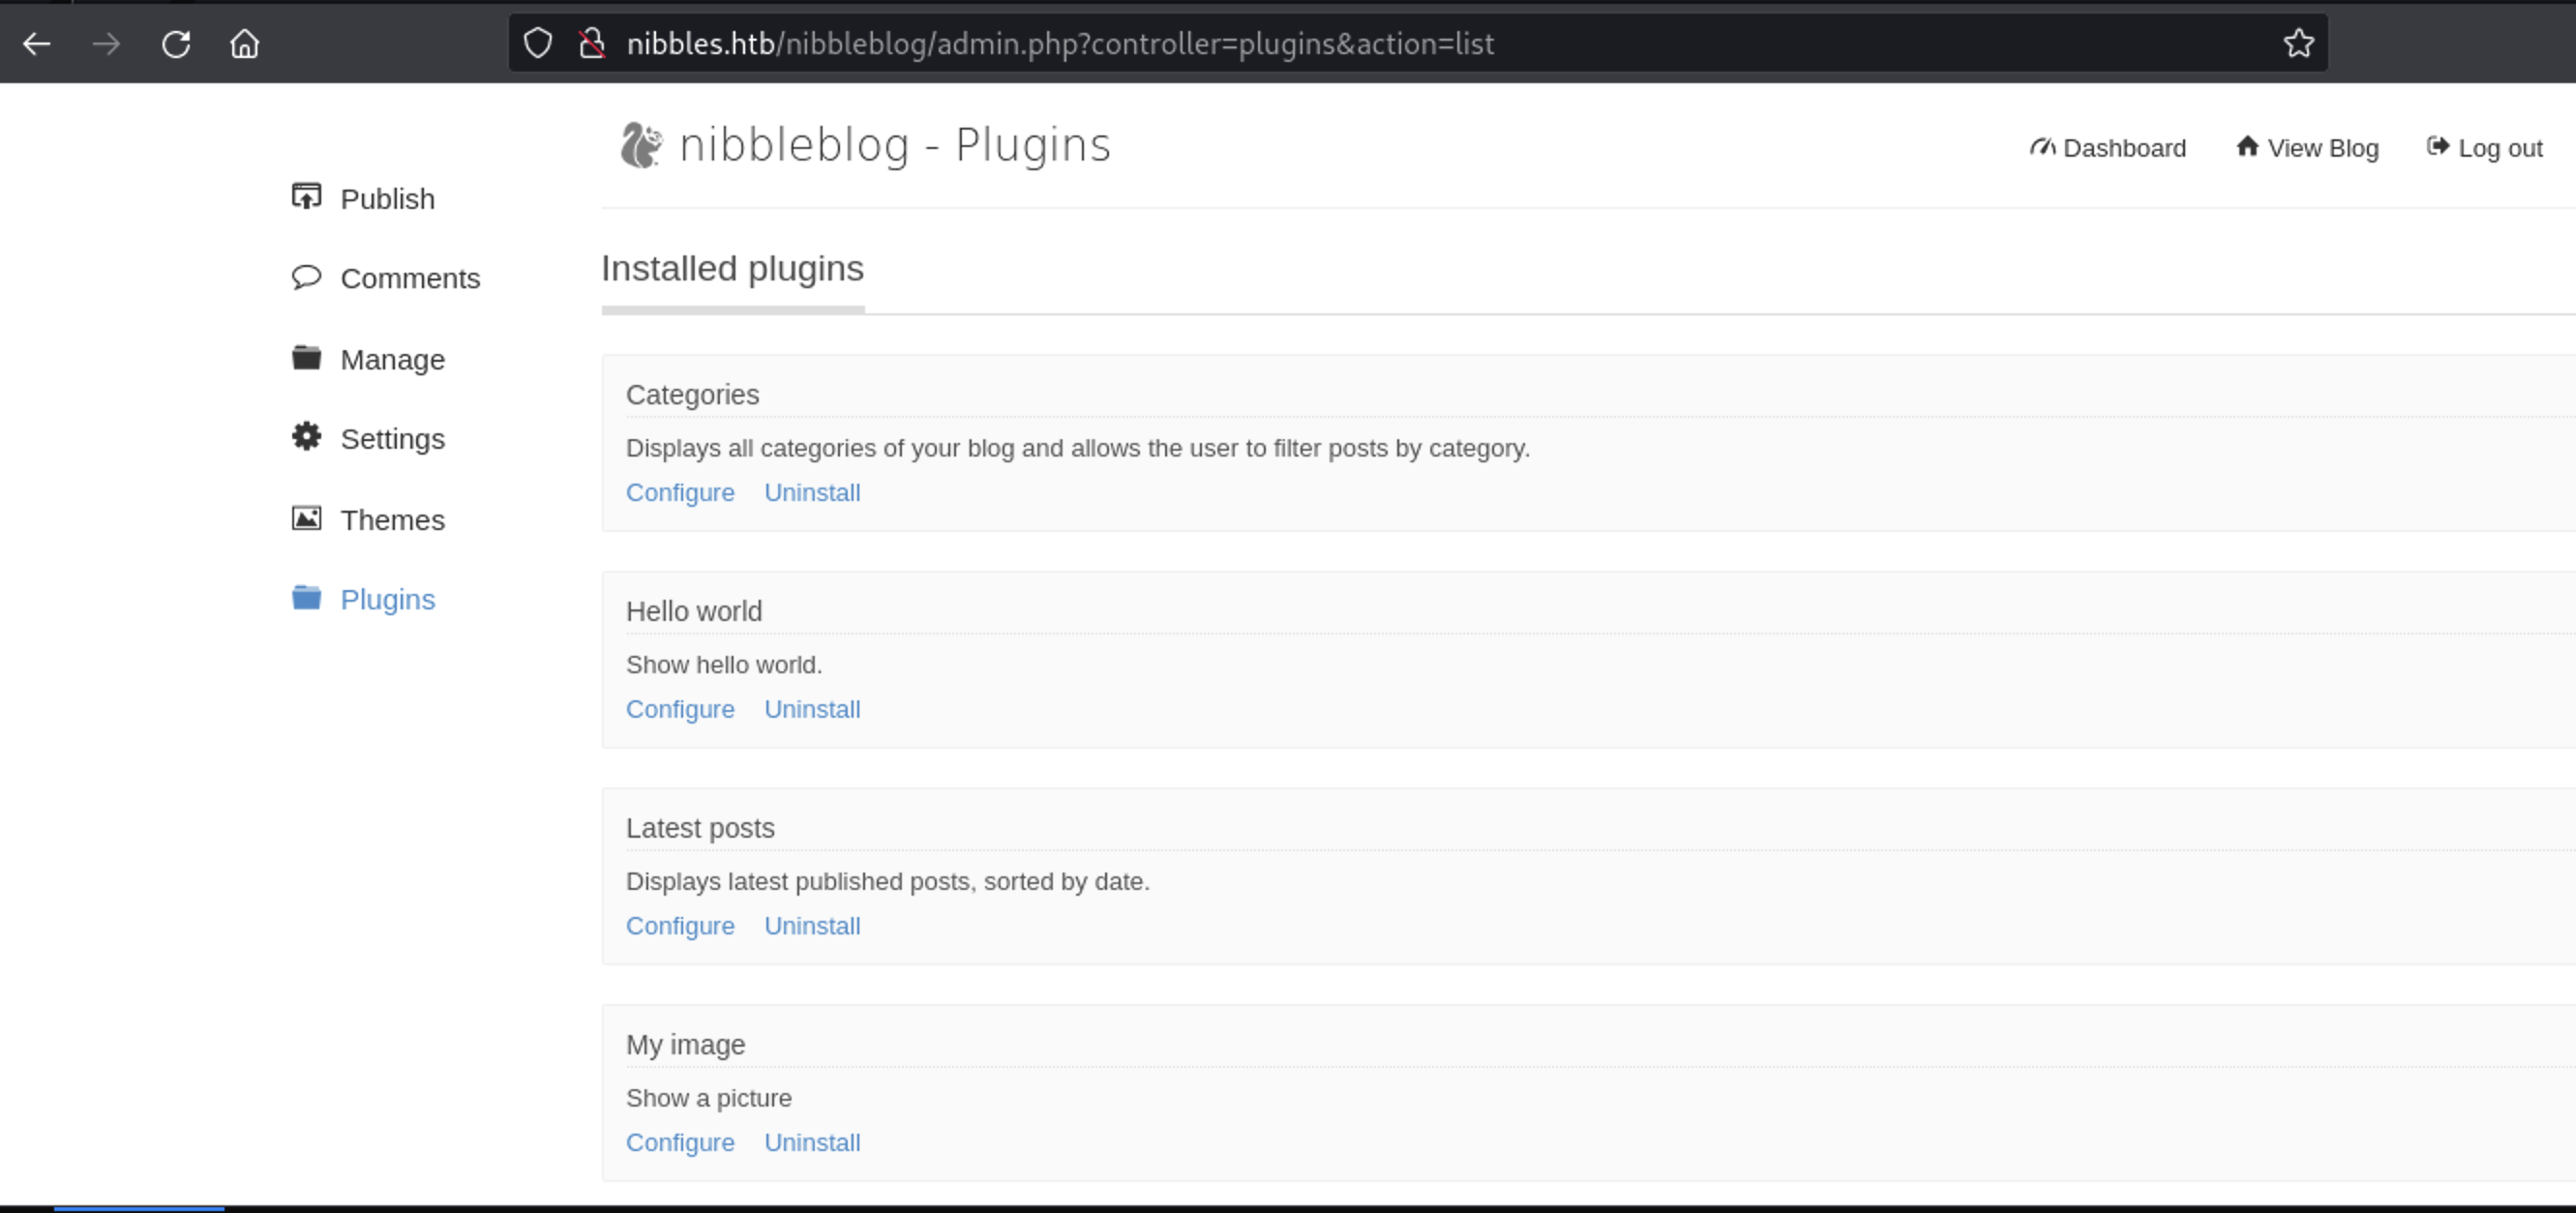 nibbles.htb/nibbleblog/admin.php?controller=plugins&action=list
nibbleblog - Plugins
Dashboard View Blog Log out
Publish
Comments
Manage
Settings
Themes
Plugins
Installed plugins
Categories
Displays all categories of your blog and allows the user to filter posts by category.
Configure Uninstall
Hello world
Show hello world.
Configure Uninstall
Latest posts
Displays latest published posts, sorted by date.
Configure Uninstall
My image
Show a picture
Configure Uninstall